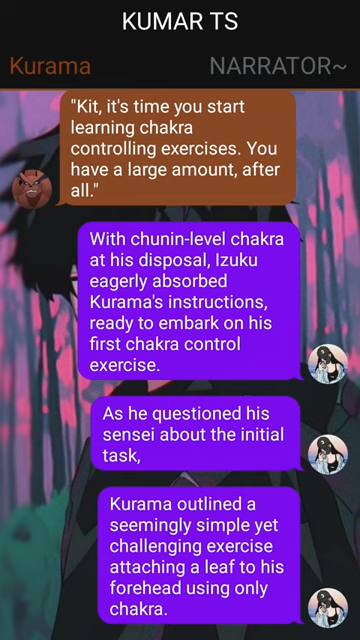 KUMAR TS
Kurama NARRATOR~
"Kit, it's time you start
learning chakra
controlling exercises. You
have a large amount, after
all."
With chunin-level chakra
at his disposal, Izuku
eagerly absorbed
Kurama's instructions,
ready to embark on his
first chakra control
exercise.
As he questioned his
sensei about the initial
task,
Kurama outlined a
seemingly simple yet
challenging exercise
attaching a leaf to his
forehead using only
chakra.